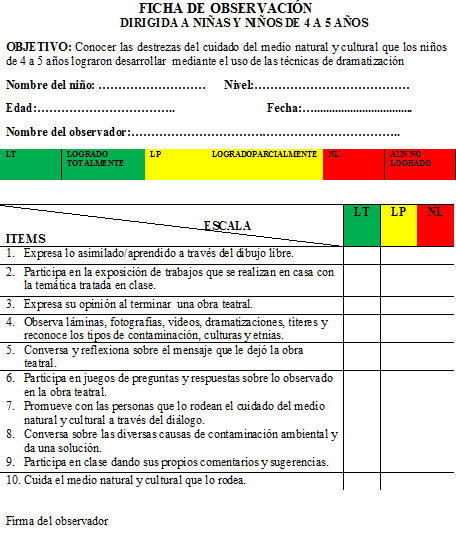 FICHA DE OBSERVACIÓN
DIRIGIDA A NIÑAS Y NIÑOS DE 4 A 5 AÑOS
OBJETIVO: Conocer las destrezas del cuidado del medio natural y cultural que los niños
de 4 a 5 años lograron desarrollar mediante el uso de las técnicas de dramatización
Nombre del niño: .......................... Nivel:......................................
Edad:................................. Fecha:....................................
Nombre del observador:................................................................
LT LOGRADO LP LOGRADOPARCIALMENTE NL AUN NO
TOTALMENTE LOGRADO
ESCALA LT LP NL
ITEMS
1. Expresa lo asimilado/aprendido a través del dibujo libre.
2. Participa en la exposición de trabajos que se realizan en casa con
la temática tratada en clase.
3. Expresa su opinión al terminar una obra teatral.
4. Observa láminas, fotografías, videos, dramatizaciones, títeres y
reconoce los tipos de contaminación, culturas y etnias.
5. Conversa y reflexiona sobre el mensaje que le dejó la obra
teatral.
6. Participa en juegos de preguntas y respuestas sobre lo observado
en la obra teatral.
7. Promueve con las personas que lo rodean el cuidado del medio
natural y cultural a través del diálogo.
8. Conversa sobre las diversas causas de contaminación ambiental y
da una solución.
9. Participa en clase dando sus propios comentarios y sugerencias.
10. Cuida el medio natural y cultural que lo rodea.
Firma del observador